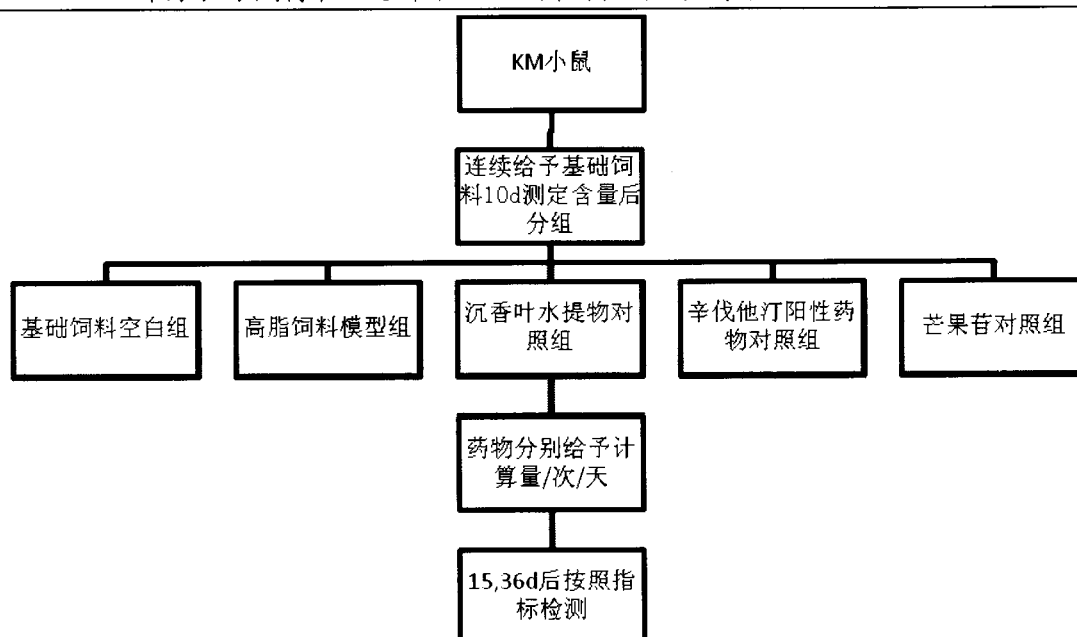 KM小鼠
连续给予基础饲
料10d测定含量后
分组
基础饲料空白组
高脂饲料模型组
沉香叶水提物对
照组
辛伐他汀阳性药
物对照组
芒果苷对照组
药物分别给予计
算量/次/天
15,36d后按照指
标检测